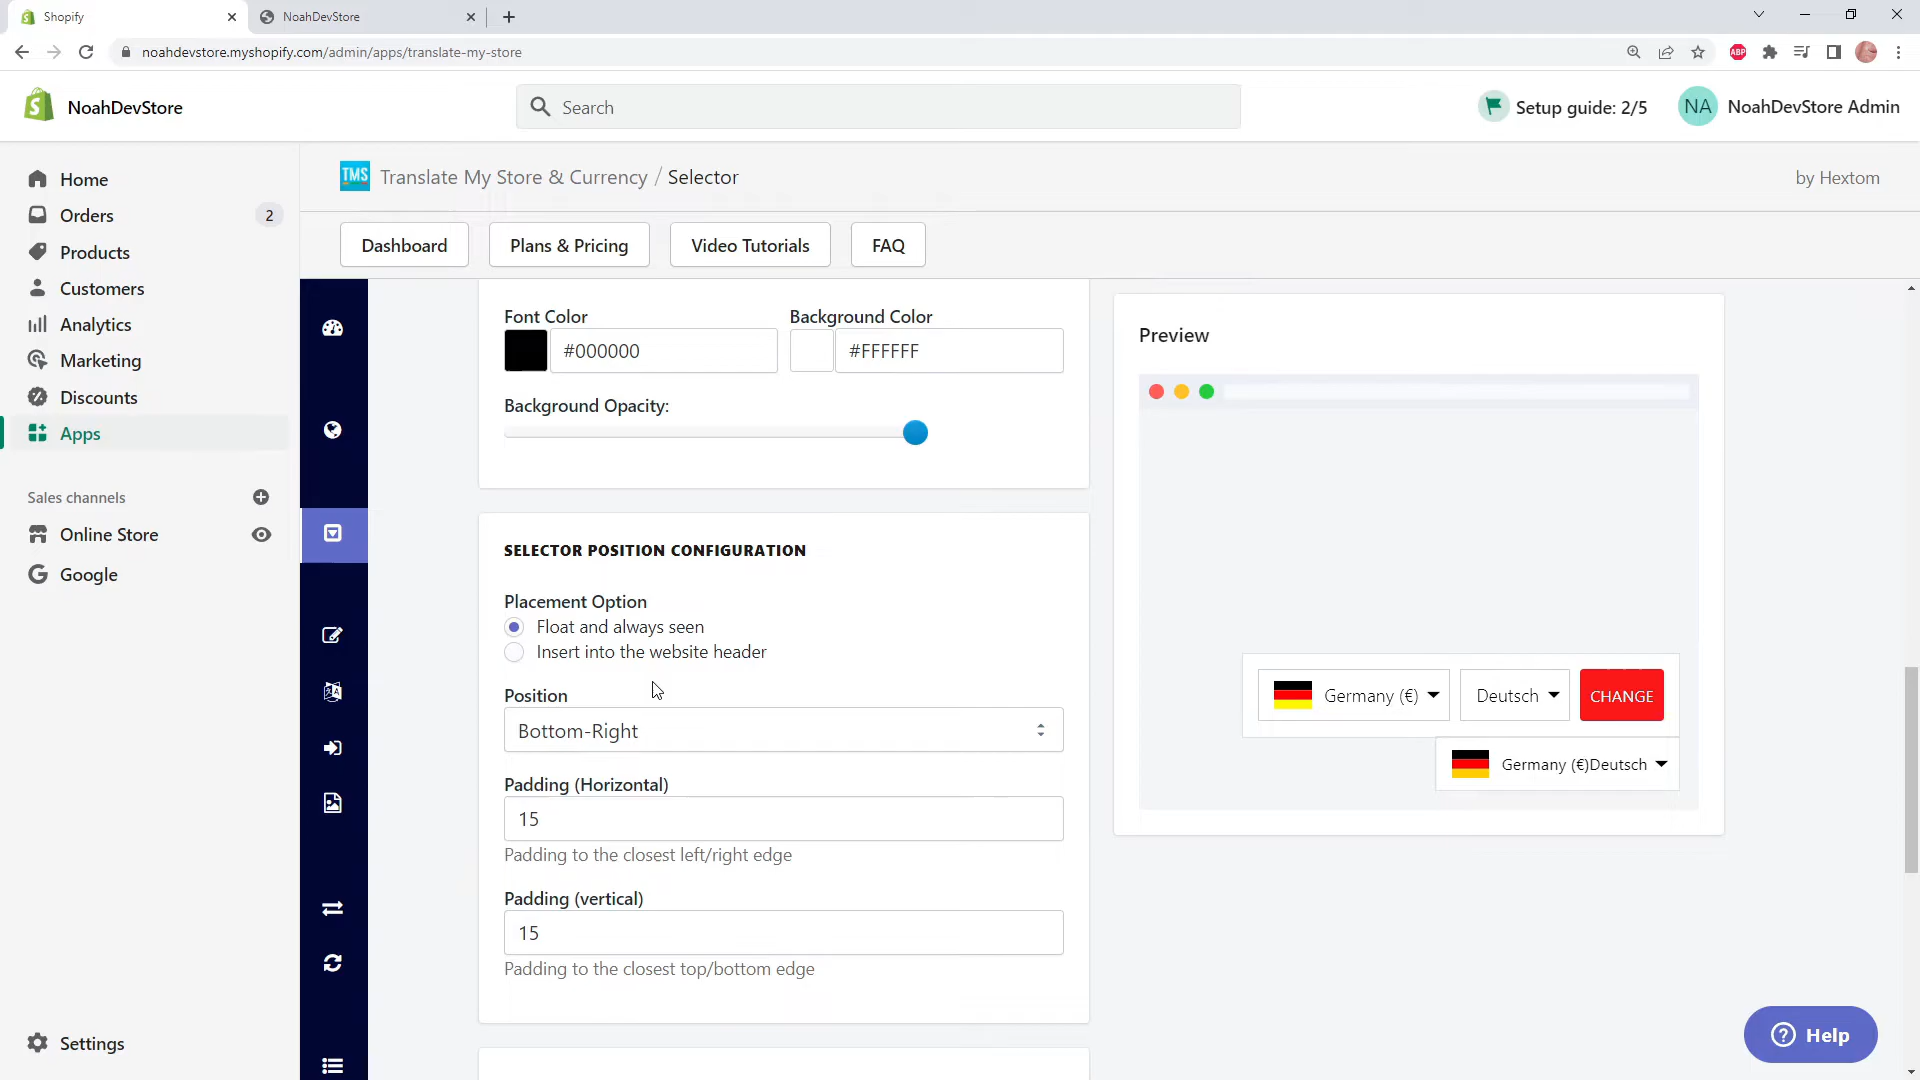 Shopify
NoahDevStore
noahdevstore.myshopify.com/admin/apps/translate-my-store
ABP
NoahDevStore
Search
Setup guide: 2/5
NA
NoahDevStore Admin
Home
Orders
2
Products
Customers
Analytics
Marketing
Discounts
Apps
Sales channels
Online Store
Google
Settings
TMS
Translate My Store & Currency / Selector
by Hextom
Dashboard
Plans & Pricing
Video Tutorials
FAQ
Font Color
#000000
Background Color
#FFFFFF
Background Opacity:
SELECTOR POSITION CONFIGURATION
Placement Option
Float and always seen
Insert into the website header
Position
Bottom-Right
Padding (Horizontal)
15
Padding to the closest left/right edge
Padding (vertical)
15
Padding to the closest top/bottom edge
Preview
Germany (€)
Deutsch
CHANGE
Germany (€)Deutsch
Help